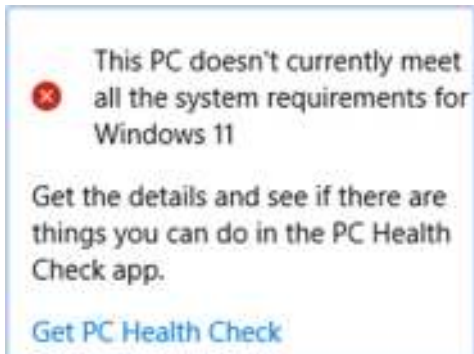 This PC doesn't currently meet
all the system requirements for
Windows 11
Get the details and see if there are
things you can do in the PC Health
Check app.
Get PC Health Check